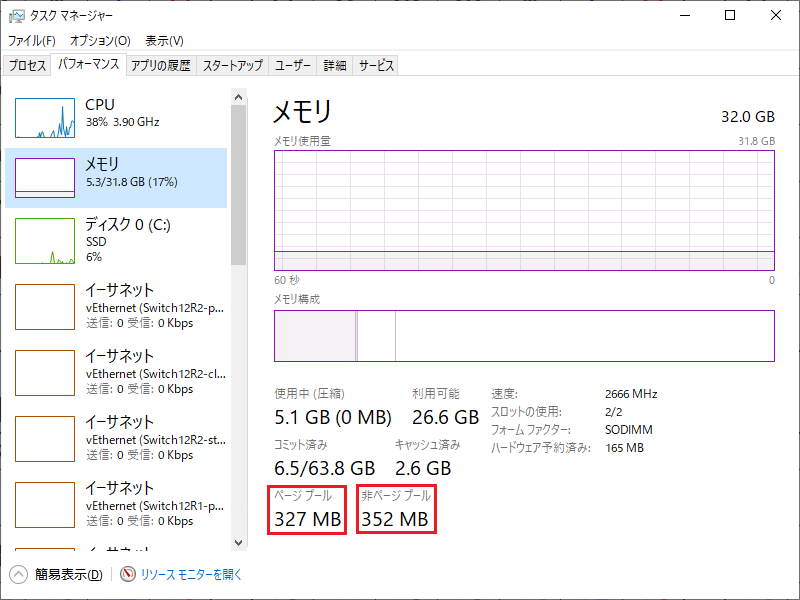 タスク マネージャー
ファイル(F) オプション(O) 表示(V)
プロセス パフォーマンス アプリの履歴 スタートアップ ユーザー 詳細 サービス
CPU
38% 3.90 GHz
メモリ
5.3/31.8 GB (17%)
ディスク 0 (C:)
SSD
6%
イーサネット
vEthernet (Switch12R2-p...
送信: 0 受信: 0 Kbps
イーサネット
vEthernet (Switch12R2-cl...
送信: 0 受信: 0 Kbps
イーサネット
vEthernet (Switch12R2-st...
送信: 0 受信: 0 Kbps
イーサネット
vEthernet (Switch12R1-p...
送信: 0 受信: 0 Kbps
メモリ 32.0 GB
メモリ使用量 31.8 GB
60 秒 0
メモリ構成
使用中 (圧縮) 利用可能
5.1 GB (0 MB) 26.6 GB
コミット済み キャッシュ済み
6.5/63.8 GB 2.6 GB
ページ プール 非ページ プール
327 MB 352 MB
速度: 2666 MHz
スロットの使用: 2/2
フォーム ファクター: SODIMM
ハードウェア予約済み: 165 MB
簡易表示(D) リソース モニターを開く